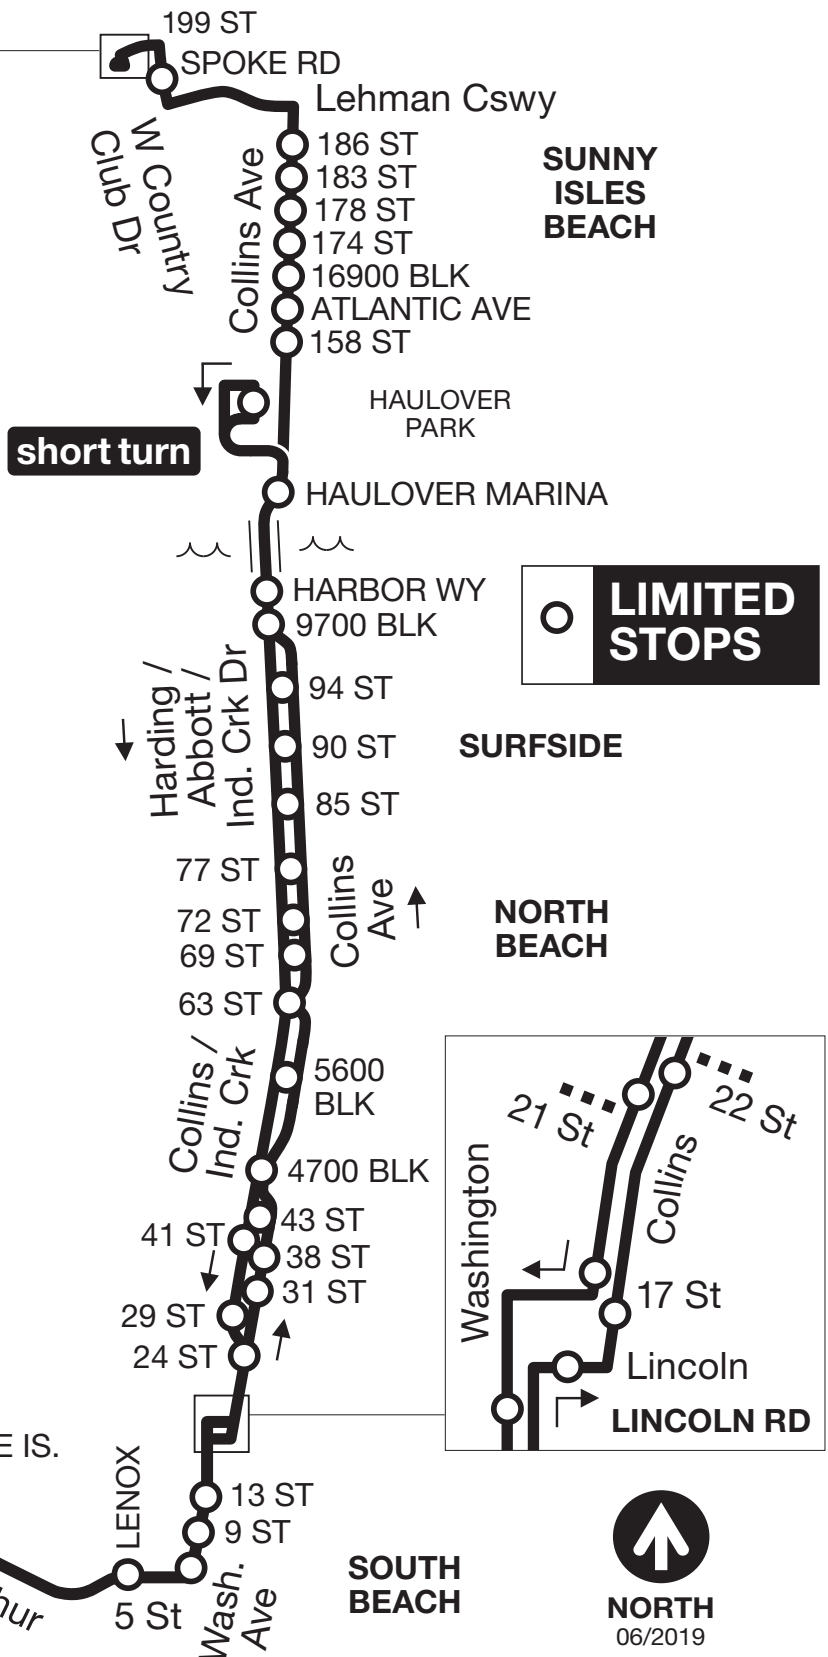 199 ST
SPOKE RD
Lehman Cswy
W Country
Club Dr
Collins Ave
186 ST
183 ST
178 ST
174 ST
16900 BLK
ATLANTIC AVE
158 ST
SUNNY
ISLES
BEACH
HAULOVER
PARK
short turn
HAULOVER MARINA
HARBOR WY
9700 BLK
LIMITED
STOPS
Harding /
Abbott /
Ind. Crk Dr
94 ST
90 ST
85 ST
SURFSIDE
77 ST
72 ST
69 ST
63 ST
Collins
Ave
NORTH
BEACH
Collins /
Ind. Crk
5600
BLK
4700 BLK
43 ST
41 ST
38 ST
31 ST
29 ST
24 ST
21 St
22 St
Washington
Collins
17 St
Lincoln
LINCOLN RD
E IS.
LENOX
13 ST
9 ST
5 St
hur
Wash.
Ave
SOUTH
BEACH
NORTH
06/2019